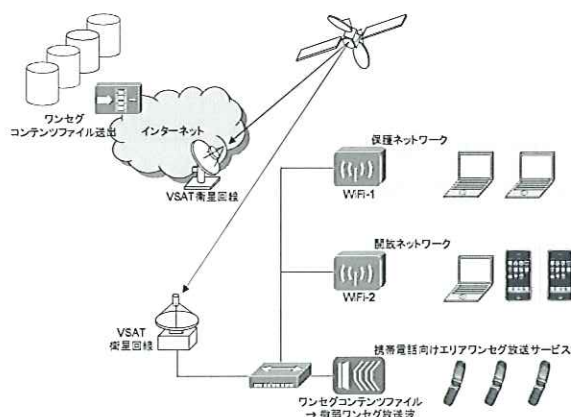 ワンセグ
コンテンツファイル送出
インターネット
VSAT衛星回線
保護ネットワーク
WiFi-1
開放ネットワーク
WiFi-2
VSAT
衛星回線
携帯電話向けエリアワンセグ放送サービス
ワンセグコンテンツファイル
→ 微弱ワンセグ放送波